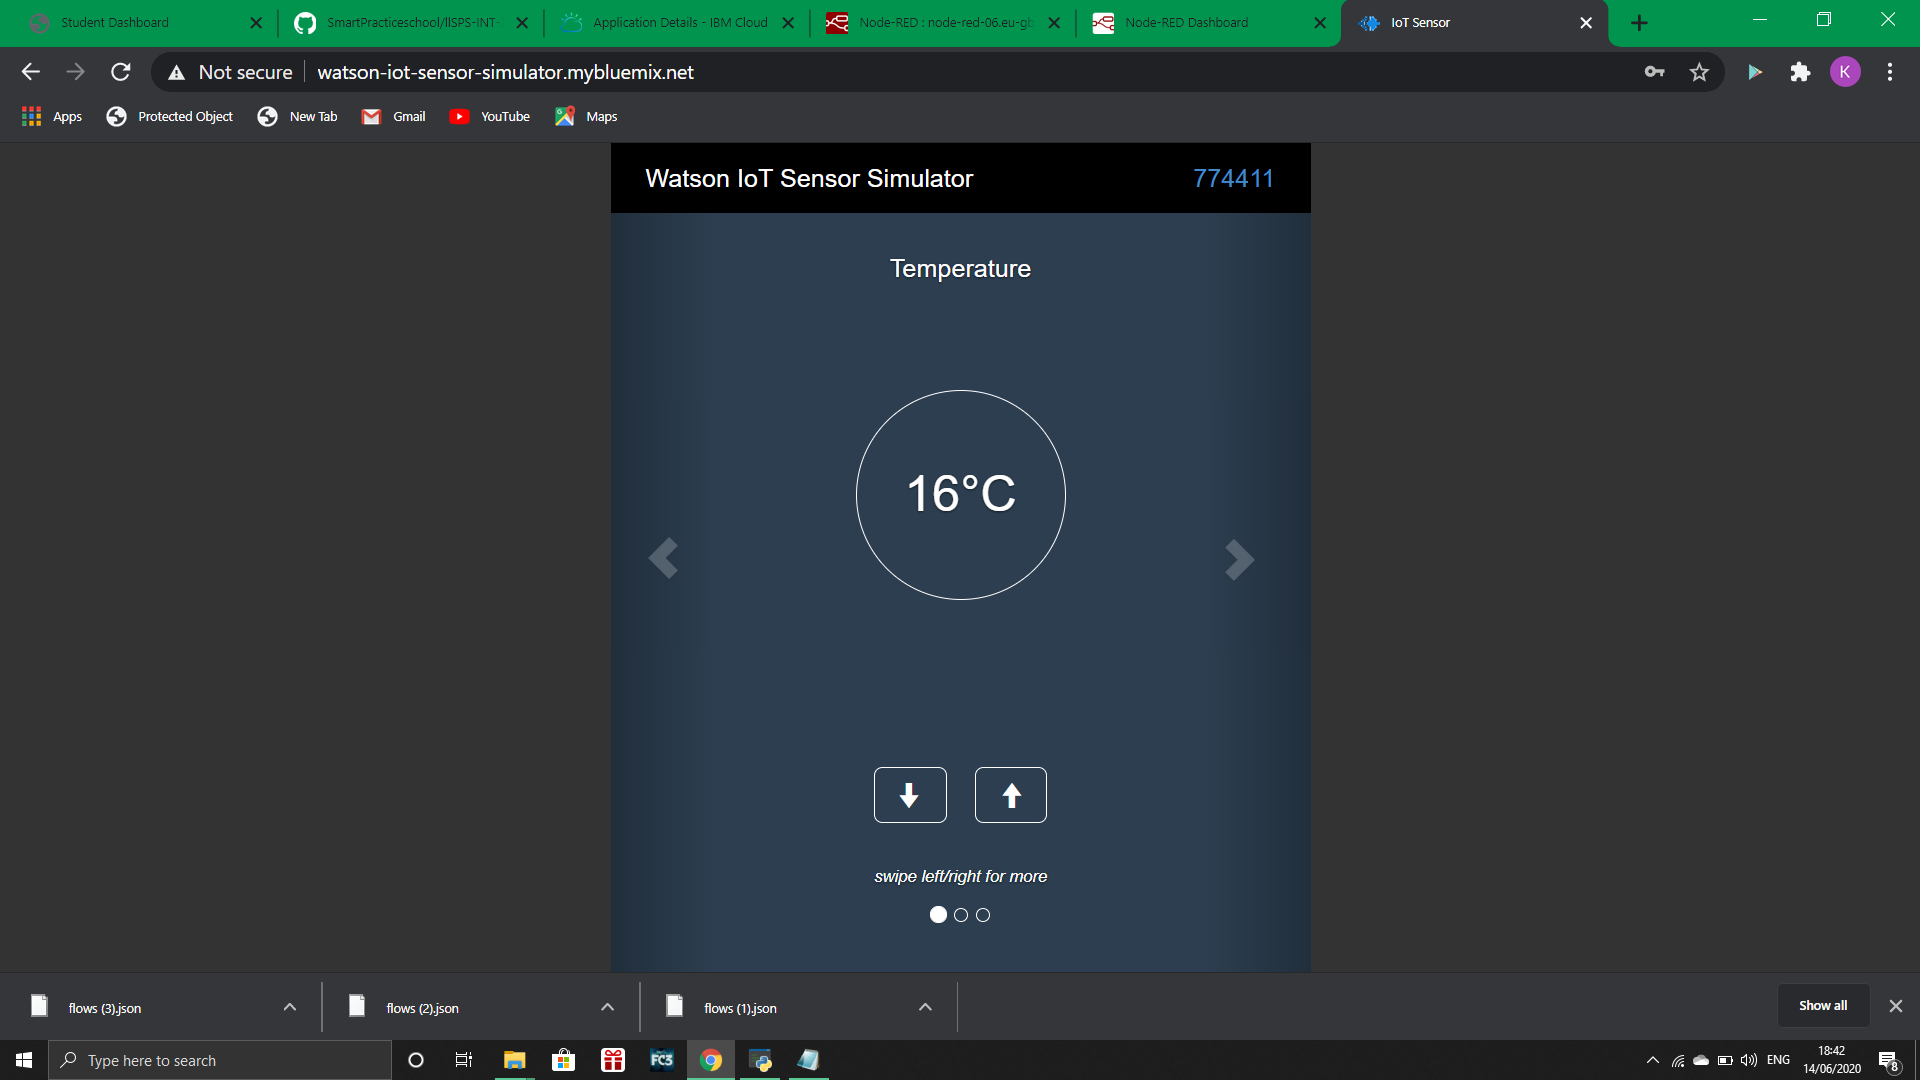 Student Dashboard
SmartPracticeschool/llSPS-INT-
Application Details - IBM Cloud
Node-RED : node-red-06.eu-gb
Node-RED Dashboard
IoT Sensor
Not secure
watson-iot-sensor-simulator.mybluemix.net
K
Apps
Protected Object
New Tab
Gmail
YouTube
Maps
Watson IoT Sensor Simulator
774411
Temperature
16°C
swipe left/right for more
flows (3).json
flows (2).json
flows (1).json
Show all
Type here to search
FC3
ENG
18:42
14/06/2020
8